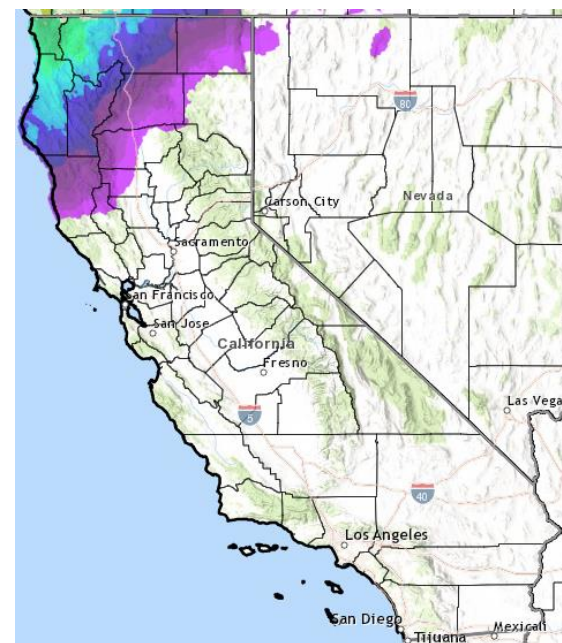 80
Nevada
Carson City
Sacramento
San Francisco
San Jose
California
Fresno
Las Vega
5
40
Los Angeles
San Diego
Mexicali
Tijuana